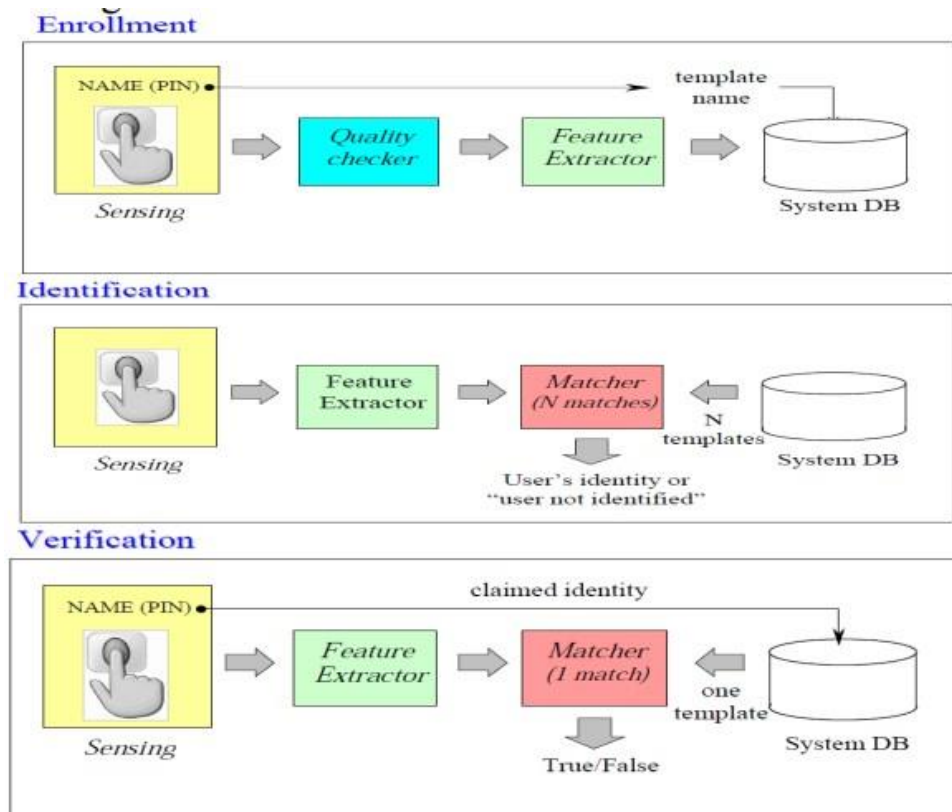 Enrollment
NAME (PIN)
template
name
Quality
checker
Feature
Extractor
Sensing
System DB
Identification
Feature
Extractor
Matcher
(N matches)
N
templates
Sensing
System DB
User's identity or
“user not identified”
Verification
NAME (PIN)
claimed identity
Feature
Extractor
Matcher
(1 match)
one
template
Sensing
System DB
True/False